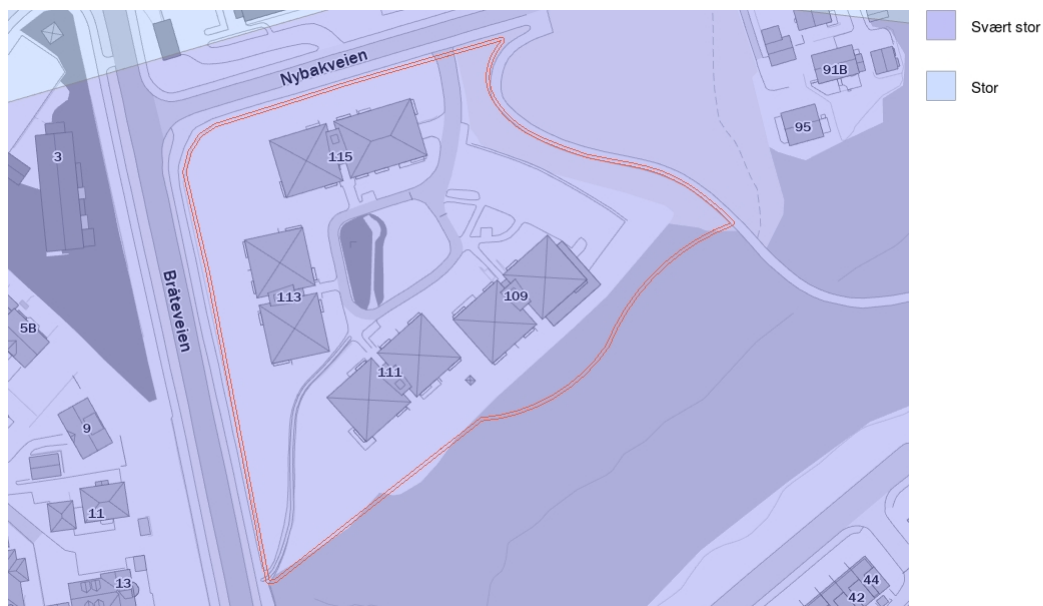 Nybakveien
Svært stor
91B
Stor
95
3
115
Bråteveien
113
109
5B
111
9
11
13
44
42